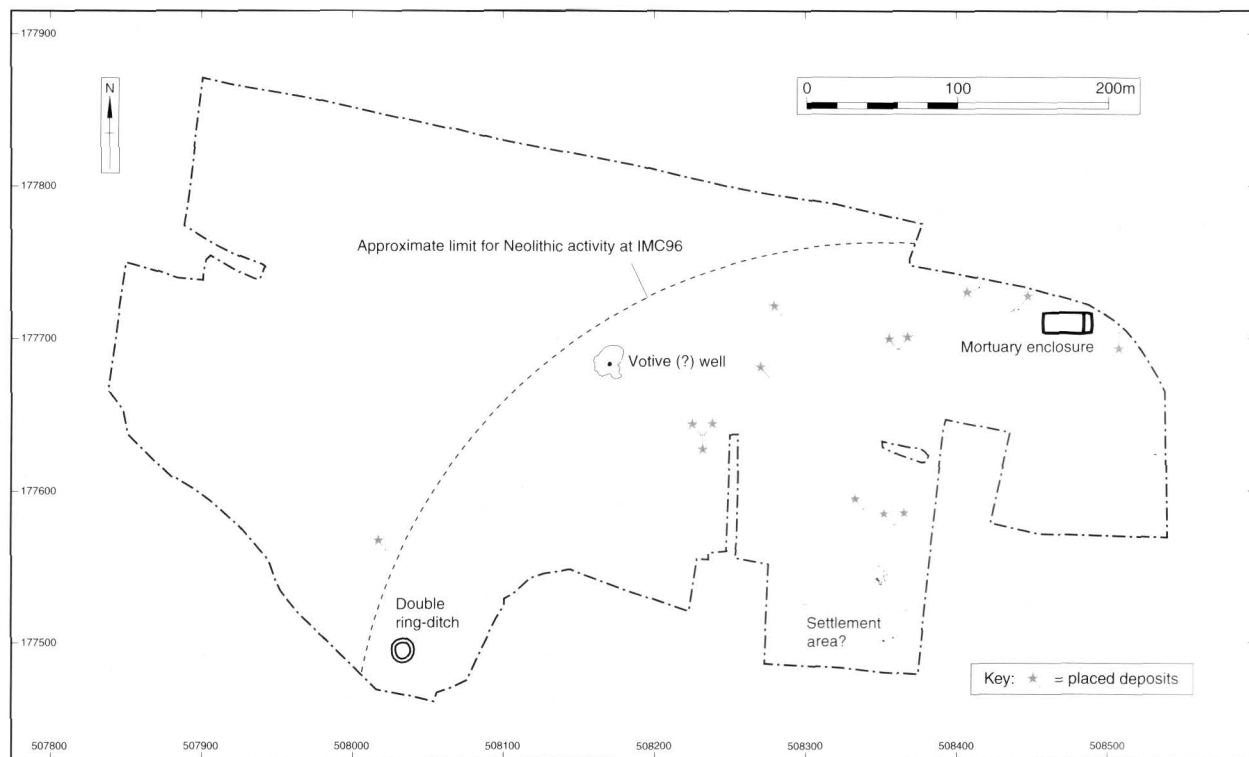 177900
N
0 100 200m
177800
Approximate limit for Neolithic activity at IMC96
177700
Mortuary enclosure
Votive (?) well
177600
Double
ring-ditch
Settlement
area?
177500
Key: ★ = placed deposits
507800 507900 508000 508100 508200 508300 508400 508500